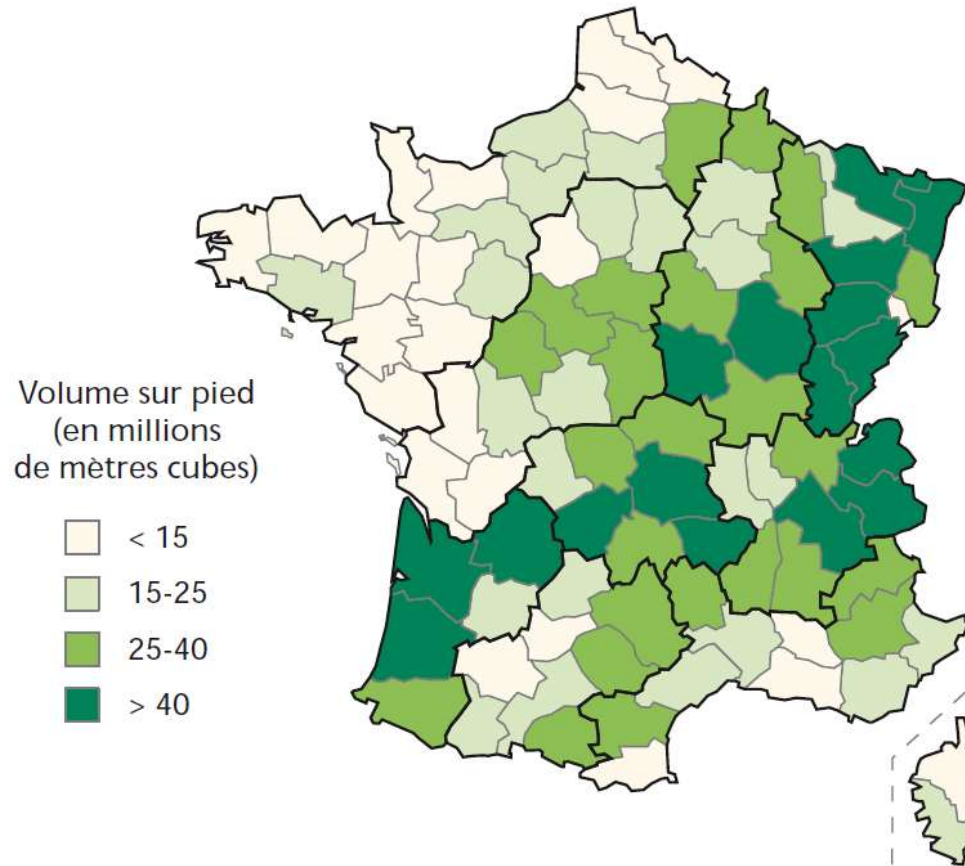 Volume sur pied
(en millions
de mètres cubes)
< 15
15-25
25-40
> 40